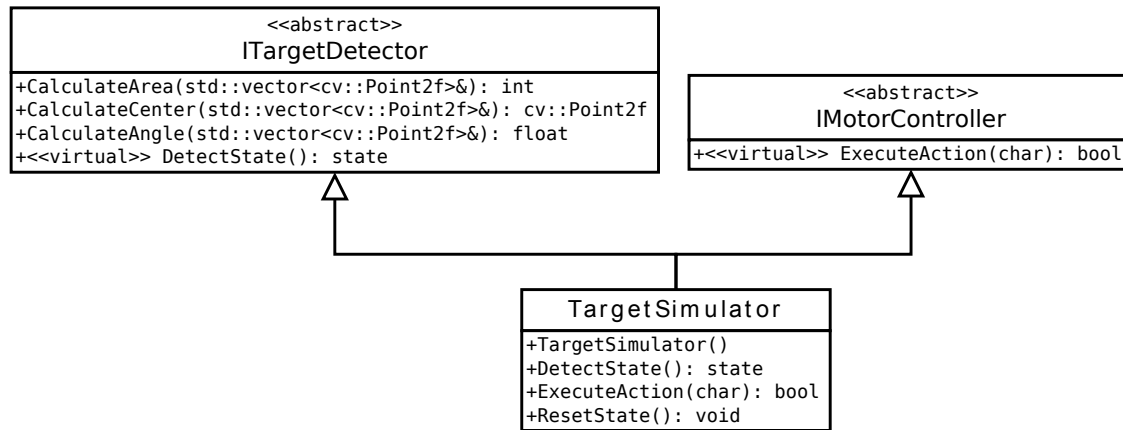 <<abstract>>
ITargetDetector
+CalculateArea(std::vector<cv::Point2f>&): int
+CalculateCenter(std::vector<cv::Point2f>&): cv::Point2f
+CalculateAngle(std::vector<cv::Point2f>&): float
+<<virtual>> DetectState(): state
<<abstract>>
IMotorController
+<<virtual>> ExecuteAction(char): bool
TargetSimulator
+TargetSimulator()
+DetectState(): state
+ExecuteAction(char): bool
+ResetState(): void